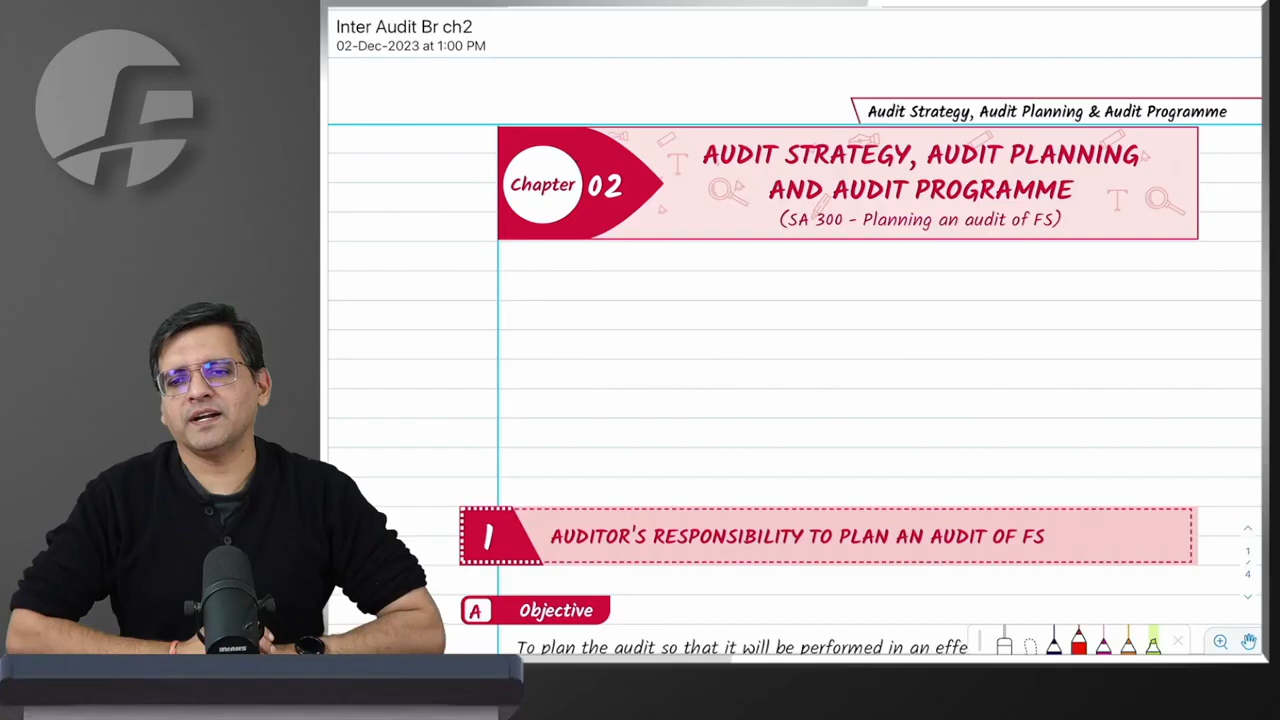 Inter Audit Br ch2
02-Dec-2023 at 1:00 PM
Audit Strategy, Audit Planning & Audit Programme
Chapter 02
AUDIT STRATEGY, AUDIT PLANNING
AND AUDIT PROGRAMME
(SA 300 - Planning an audit of FS)
1 AUDITOR'S RESPONSIBILITY TO PLAN AN AUDIT OF FS
A Objective
To plan the audit so that it will be performed in an effe
1
/
4